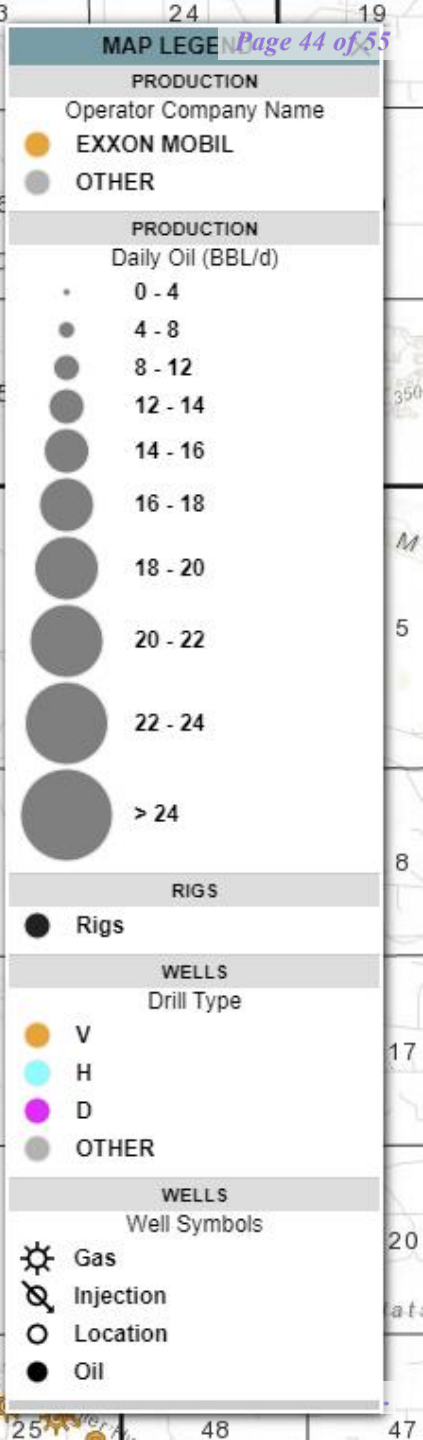 24 19
MAP LEGEND Page 44 of 55
PRODUCTION
Operator Company Name
EXXON MOBIL
OTHER
PRODUCTION
Daily Oil (BBL/d)
0 - 4
4 - 8
8 - 12
350
12 - 14
14 - 16
16 - 18
M
18 - 20
5
20 - 22
22 - 24
> 24
8
RIGS
Rigs
WELLS
Drill Type
V
17
H
D
OTHER
WELLS
Well Symbols
20
Gas
Injection
Location
Oil
25 48 47